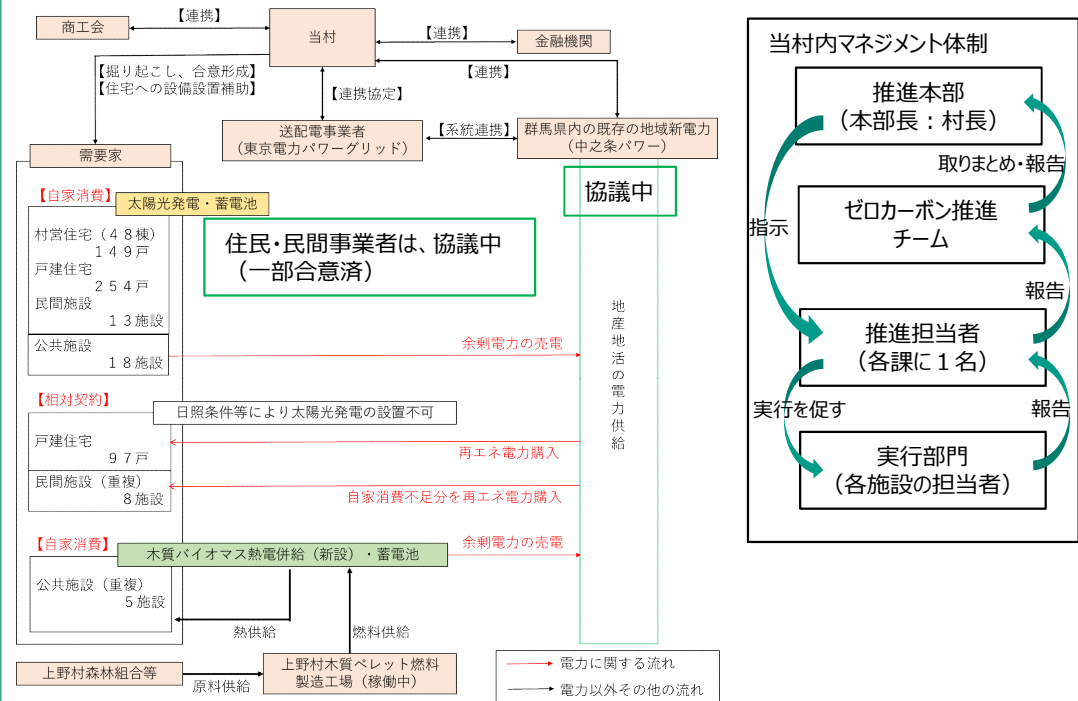 商工会
【連携】
当村
【連携】
金融機関
【掘り起こし、合意形成】
【住宅への設備設置補助】
【連携】
【連携協定】
送配電事業者
（東京電力パワーグリッド）
【系統連携】
群馬県内の既存の地域新電力
（中之条パワー）
需要家
協議中
【自家消費】
太陽光発電・蓄電池
村営住宅（４８棟）
１４９戸
戸建住宅
２５４戸
民間施設
１３施設
住民・民間事業者は、協議中
（一部合意済）
公共施設
１８施設
余剰電力の売電
地産地活の電力供給
【相対契約】
日照条件等により太陽光発電の設置不可
戸建住宅
９７戸
再エネ電力購入
民間施設（重複）
８施設
自家消費不足分を再エネ電力購入
【自家消費】
木質バイオマス熱電併給（新設）・蓄電池
余剰電力の売電
公共施設（重複）
５施設
熱供給
燃料供給
上野村森林組合等
原料供給
上野村木質ペレット燃料
製造工場（稼働中）
電力に関する流れ
電力以外その他の流れ
当村内マネジメント体制
推進本部
（本部長：村長）
取りまとめ・報告
指示
ゼロカーボン推進
チーム
報告
推進担当者
（各課に１名）
実行を促す
報告
実行部門
（各施設の担当者）